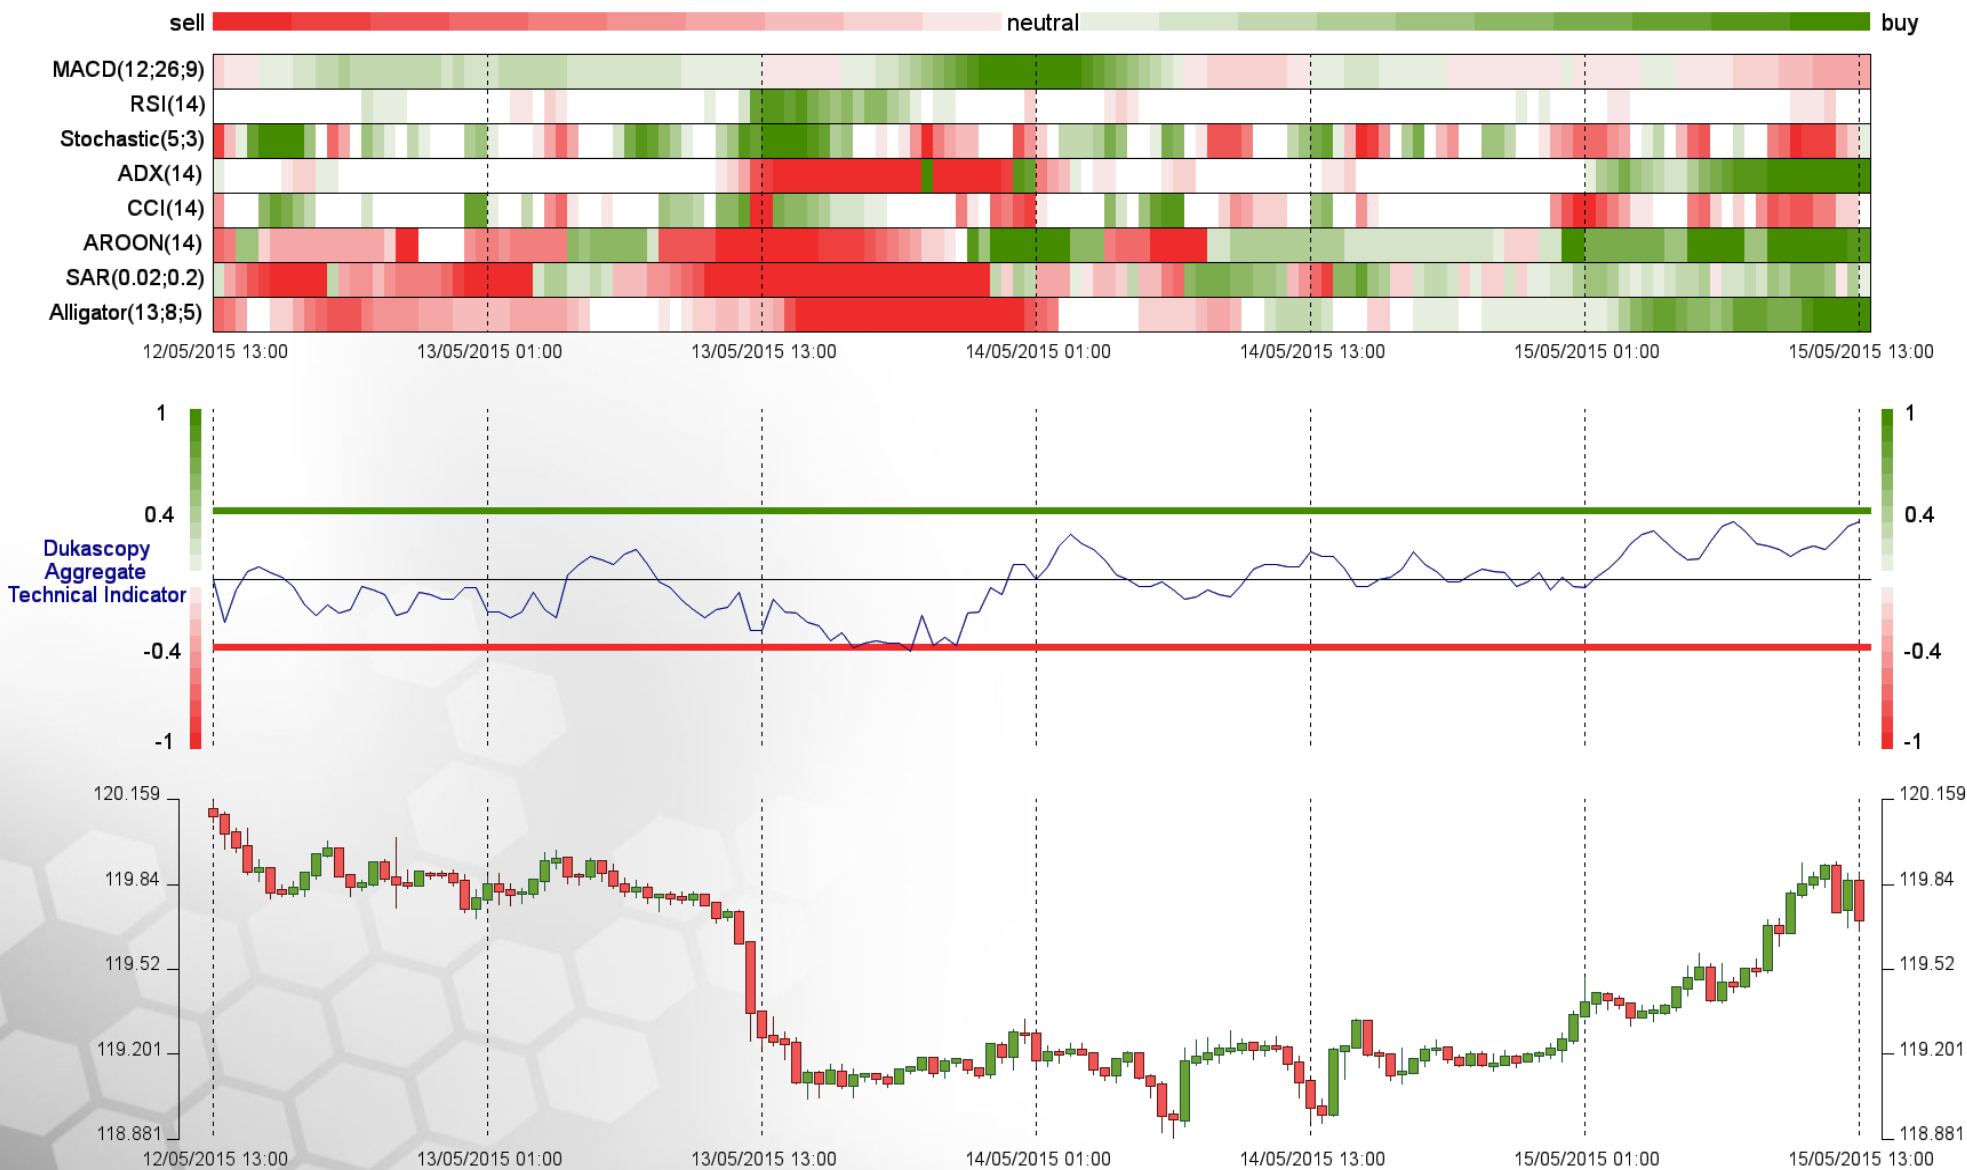 sell neutral buy
MACD(12;26;9)
RSI(14)
Stochastic(5;3)
ADX(14)
CCI(14)
AROON(14)
SAR(0.02;0.2)
Alligator(13;8;5)
12/05/2015 13:00 13/05/2015 01:00 13/05/2015 13:00 14/05/2015 01:00 14/05/2015 13:00 15/05/2015 01:00 15/05/2015 13:00
1 1
0.4 0.4
Dukascopy
Aggregate
Technical Indicator
-0.4 -0.4
-1 -1
120.159 120.159
119.84 119.84
119.52 119.52
119.201 119.201
118.881 118.881
12/05/2015 13:00 13/05/2015 01:00 13/05/2015 13:00 14/05/2015 01:00 14/05/2015 13:00 15/05/2015 01:00 15/05/2015 13:00